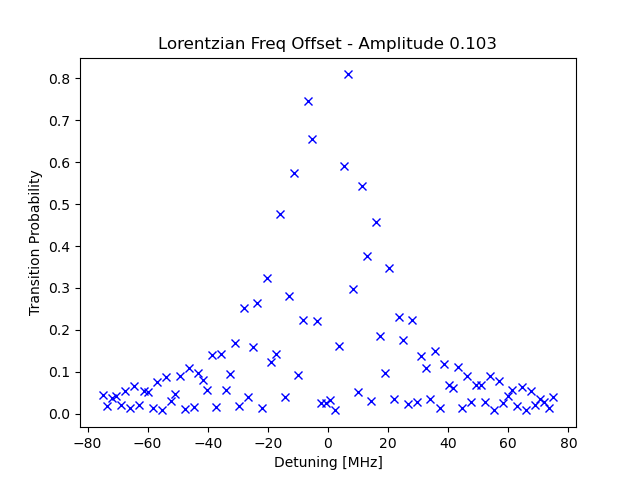 Lorentzian Freq Offset - Amplitude 0.103
Transition Probability
0.8
0.7
0.6
0.5
0.4
0.3
0.2
0.1
0.0
−80 −60 −40 −20 0 20 40 60 80
Detuning [MHz]